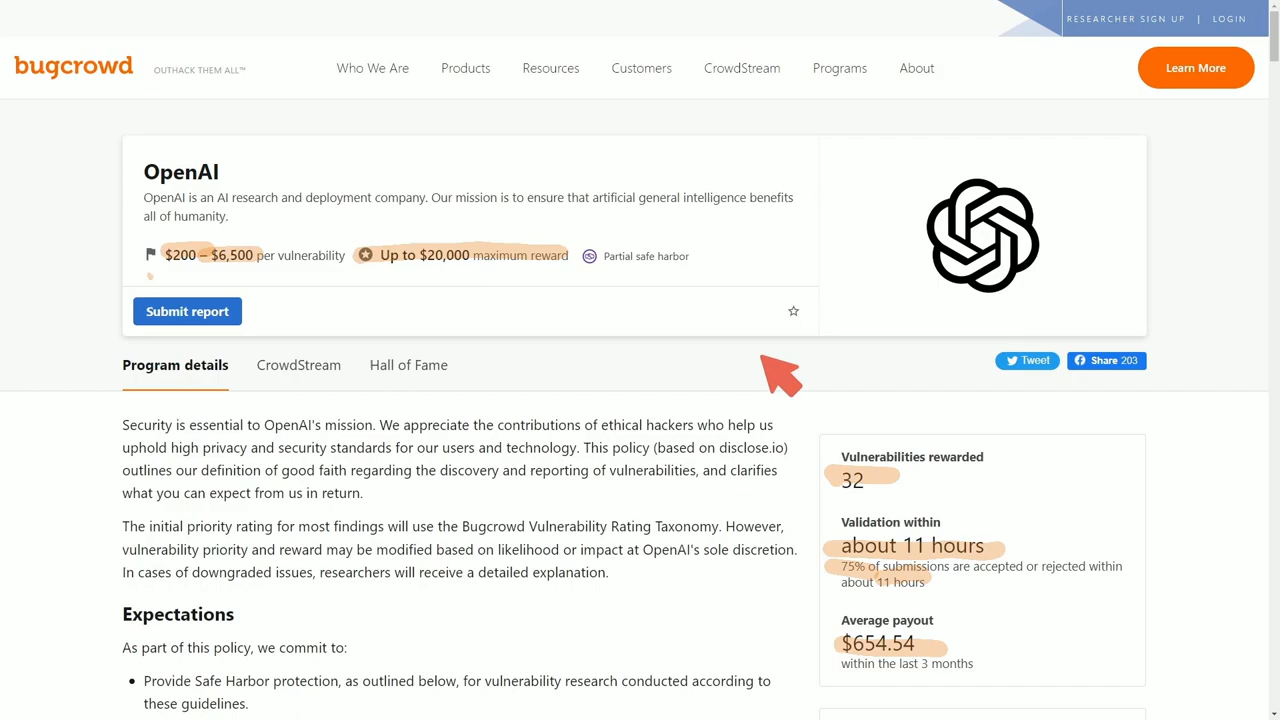 RESEARCHER SIGN UP | LOGIN
bugcrowd OUTHACK THEM ALL™ Who We Are Products Resources Customers CrowdStream Programs About Learn More
OpenAI
OpenAI is an AI research and deployment company. Our mission is to ensure that artificial general intelligence benefits
all of humanity.
$200 – $6,500 per vulnerability Up to $20,000 maximum reward Partial safe harbor
Submit report
Program details CrowdStream Hall of Fame
Tweet Share 203
Security is essential to OpenAI's mission. We appreciate the contributions of ethical hackers who help us
uphold high privacy and security standards for our users and technology. This policy (based on disclose.io)
outlines our definition of good faith regarding the discovery and reporting of vulnerabilities, and clarifies
what you can expect from us in return.
The initial priority rating for most findings will use the Bugcrowd Vulnerability Rating Taxonomy. However,
vulnerability priority and reward may be modified based on likelihood or impact at OpenAI's sole discretion.
In cases of downgraded issues, researchers will receive a detailed explanation.
Expectations
As part of this policy, we commit to:
• Provide Safe Harbor protection, as outlined below, for vulnerability research conducted according to
these guidelines.
Vulnerabilities rewarded
32
Validation within
about 11 hours
75% of submissions are accepted or rejected within
about 11 hours
Average payout
$654.54
within the last 3 months